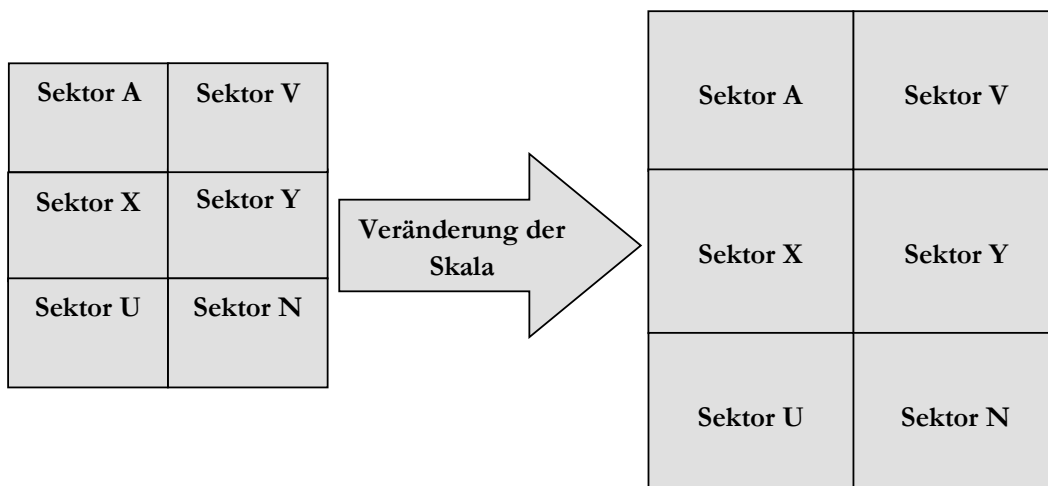 Sektor A Sektor V
Sektor X Sektor Y
Sektor U Sektor N
Veränderung der
Skala
Sektor A Sektor V
Sektor X Sektor Y
Sektor U Sektor N